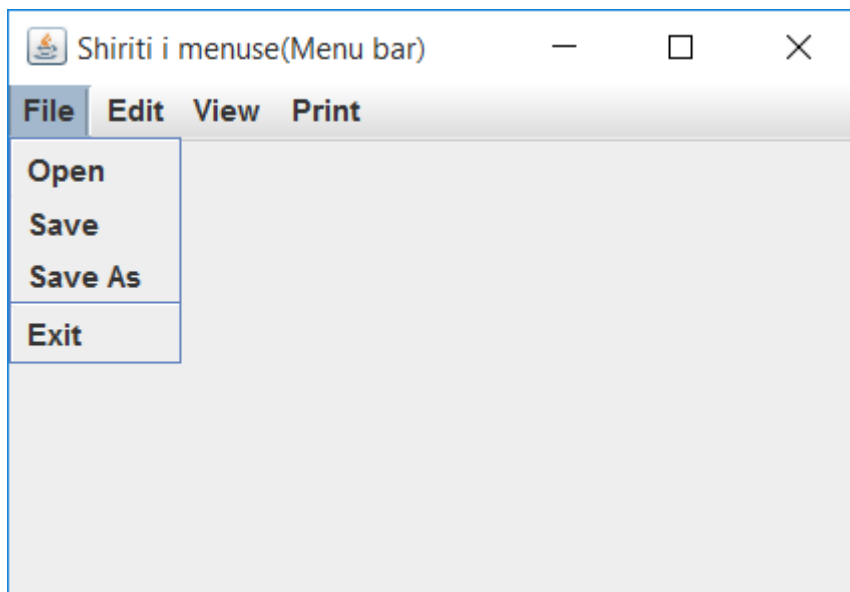 Shiriti i menuse(Menu bar)
File Edit View Print
Open
Save
Save As
Exit